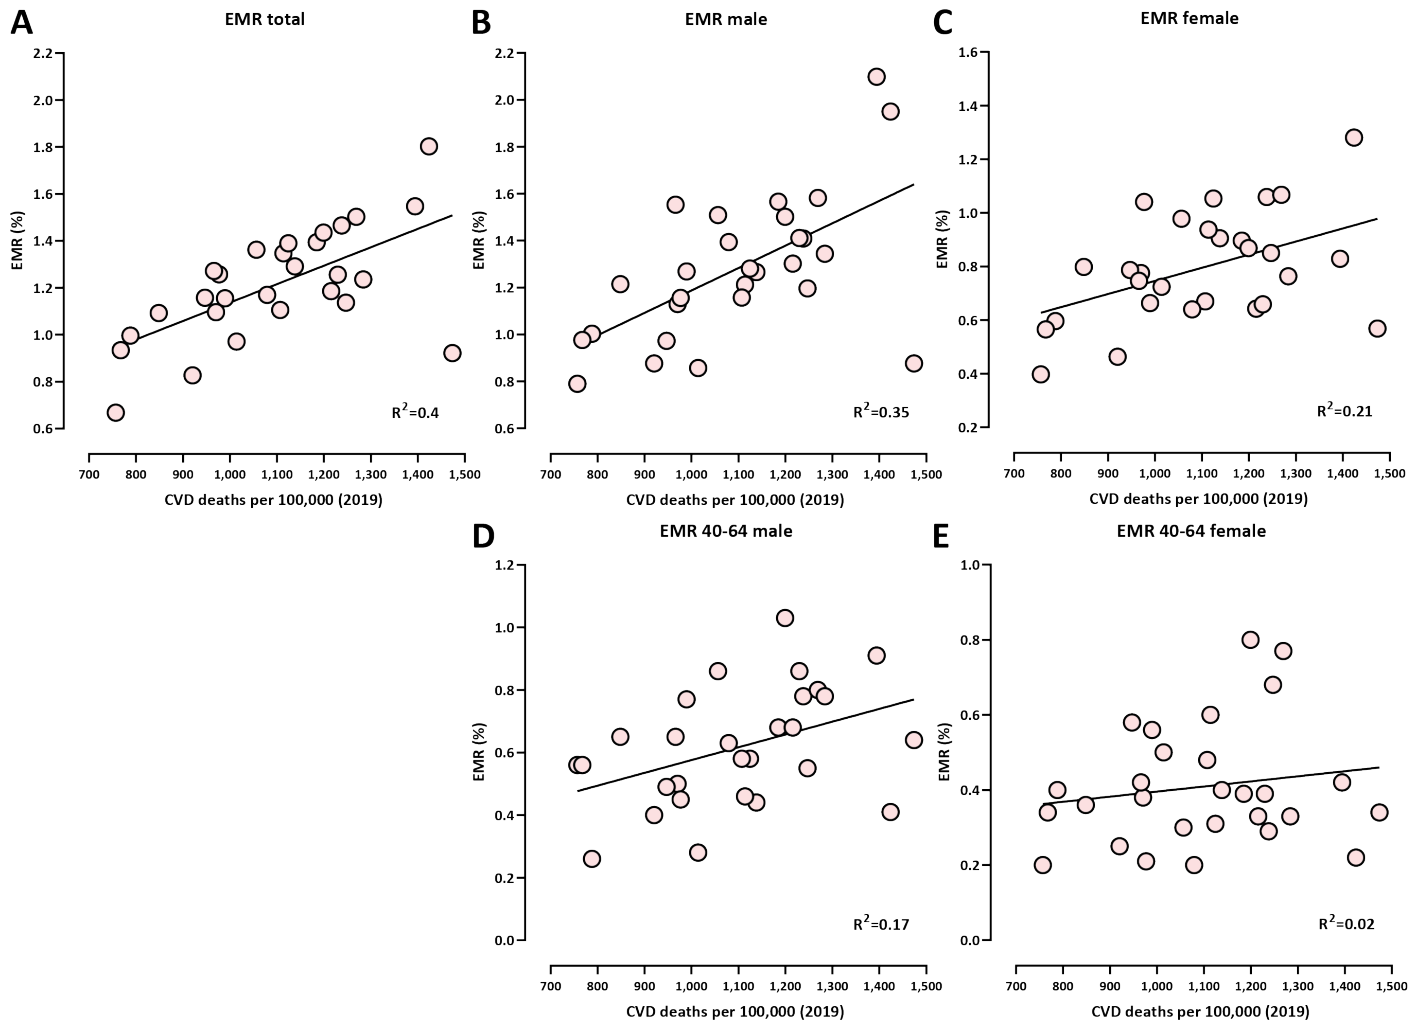 A
EMR total
EMR (%)
2.2
2.0
1.8
1.6
1.4
1.2
1.0
0.8
0.6
R²=0.4
700 800 900 1,000 1,100 1,200 1,300 1,400 1,500
CVD deaths per 100,000 (2019)
B
EMR male
EMR (%)
2.2
2.0
1.8
1.6
1.4
1.2
1.0
0.8
0.6
R²=0.35
700 800 900 1,000 1,100 1,200 1,300 1,400 1,500
CVD deaths per 100,000 (2019)
C
EMR female
EMR (%)
1.6
1.4
1.2
1.0
0.8
0.6
0.4
0.2
R²=0.21
700 800 900 1,000 1,100 1,200 1,300 1,400 1,500
CVD deaths per 100,000 (2019)
D
EMR 40-64 male
EMR (%)
1.2
1.0
0.8
0.6
0.4
0.2
0.0
R²=0.17
700 800 900 1,000 1,100 1,200 1,300 1,400 1,500
CVD deaths per 100,000 (2019)
E
EMR 40-64 female
EMR (%)
1.0
0.8
0.6
0.4
0.2
0.0
R²=0.02
700 800 900 1,000 1,100 1,200 1,300 1,400 1,500
CVD deaths per 100,000 (2019)